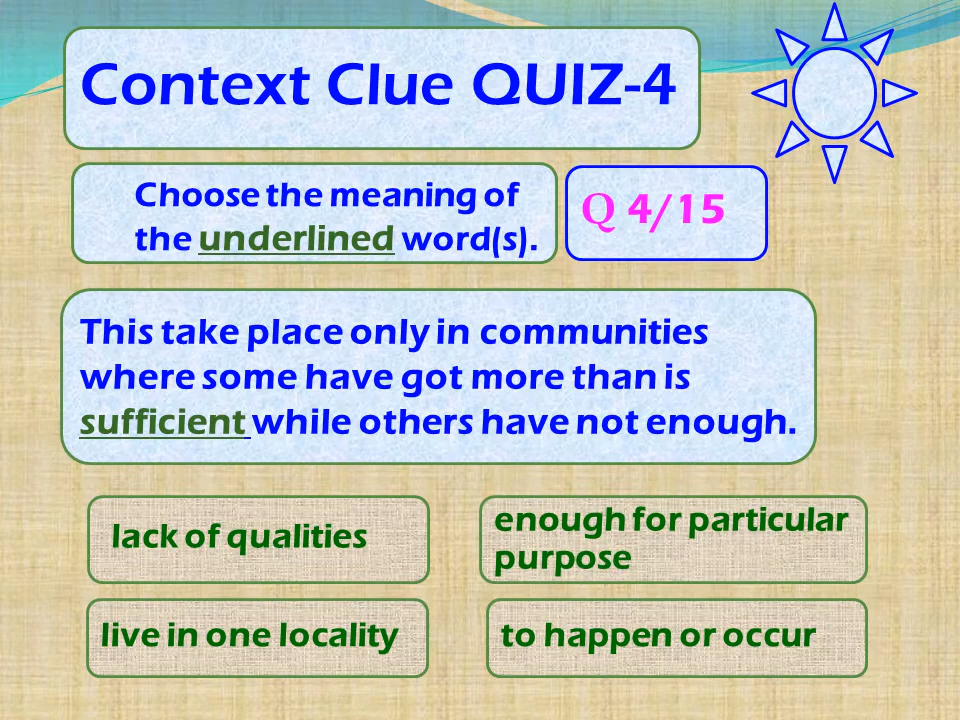 Context Clue QUIZ-4
Choose the meaning of
the underlined word(s).
Q 4/15
This take place only in communities
where some have got more than is
sufficient while others have not enough.
lack of qualities
enough for particular
purpose
live in one locality
to happen or occur